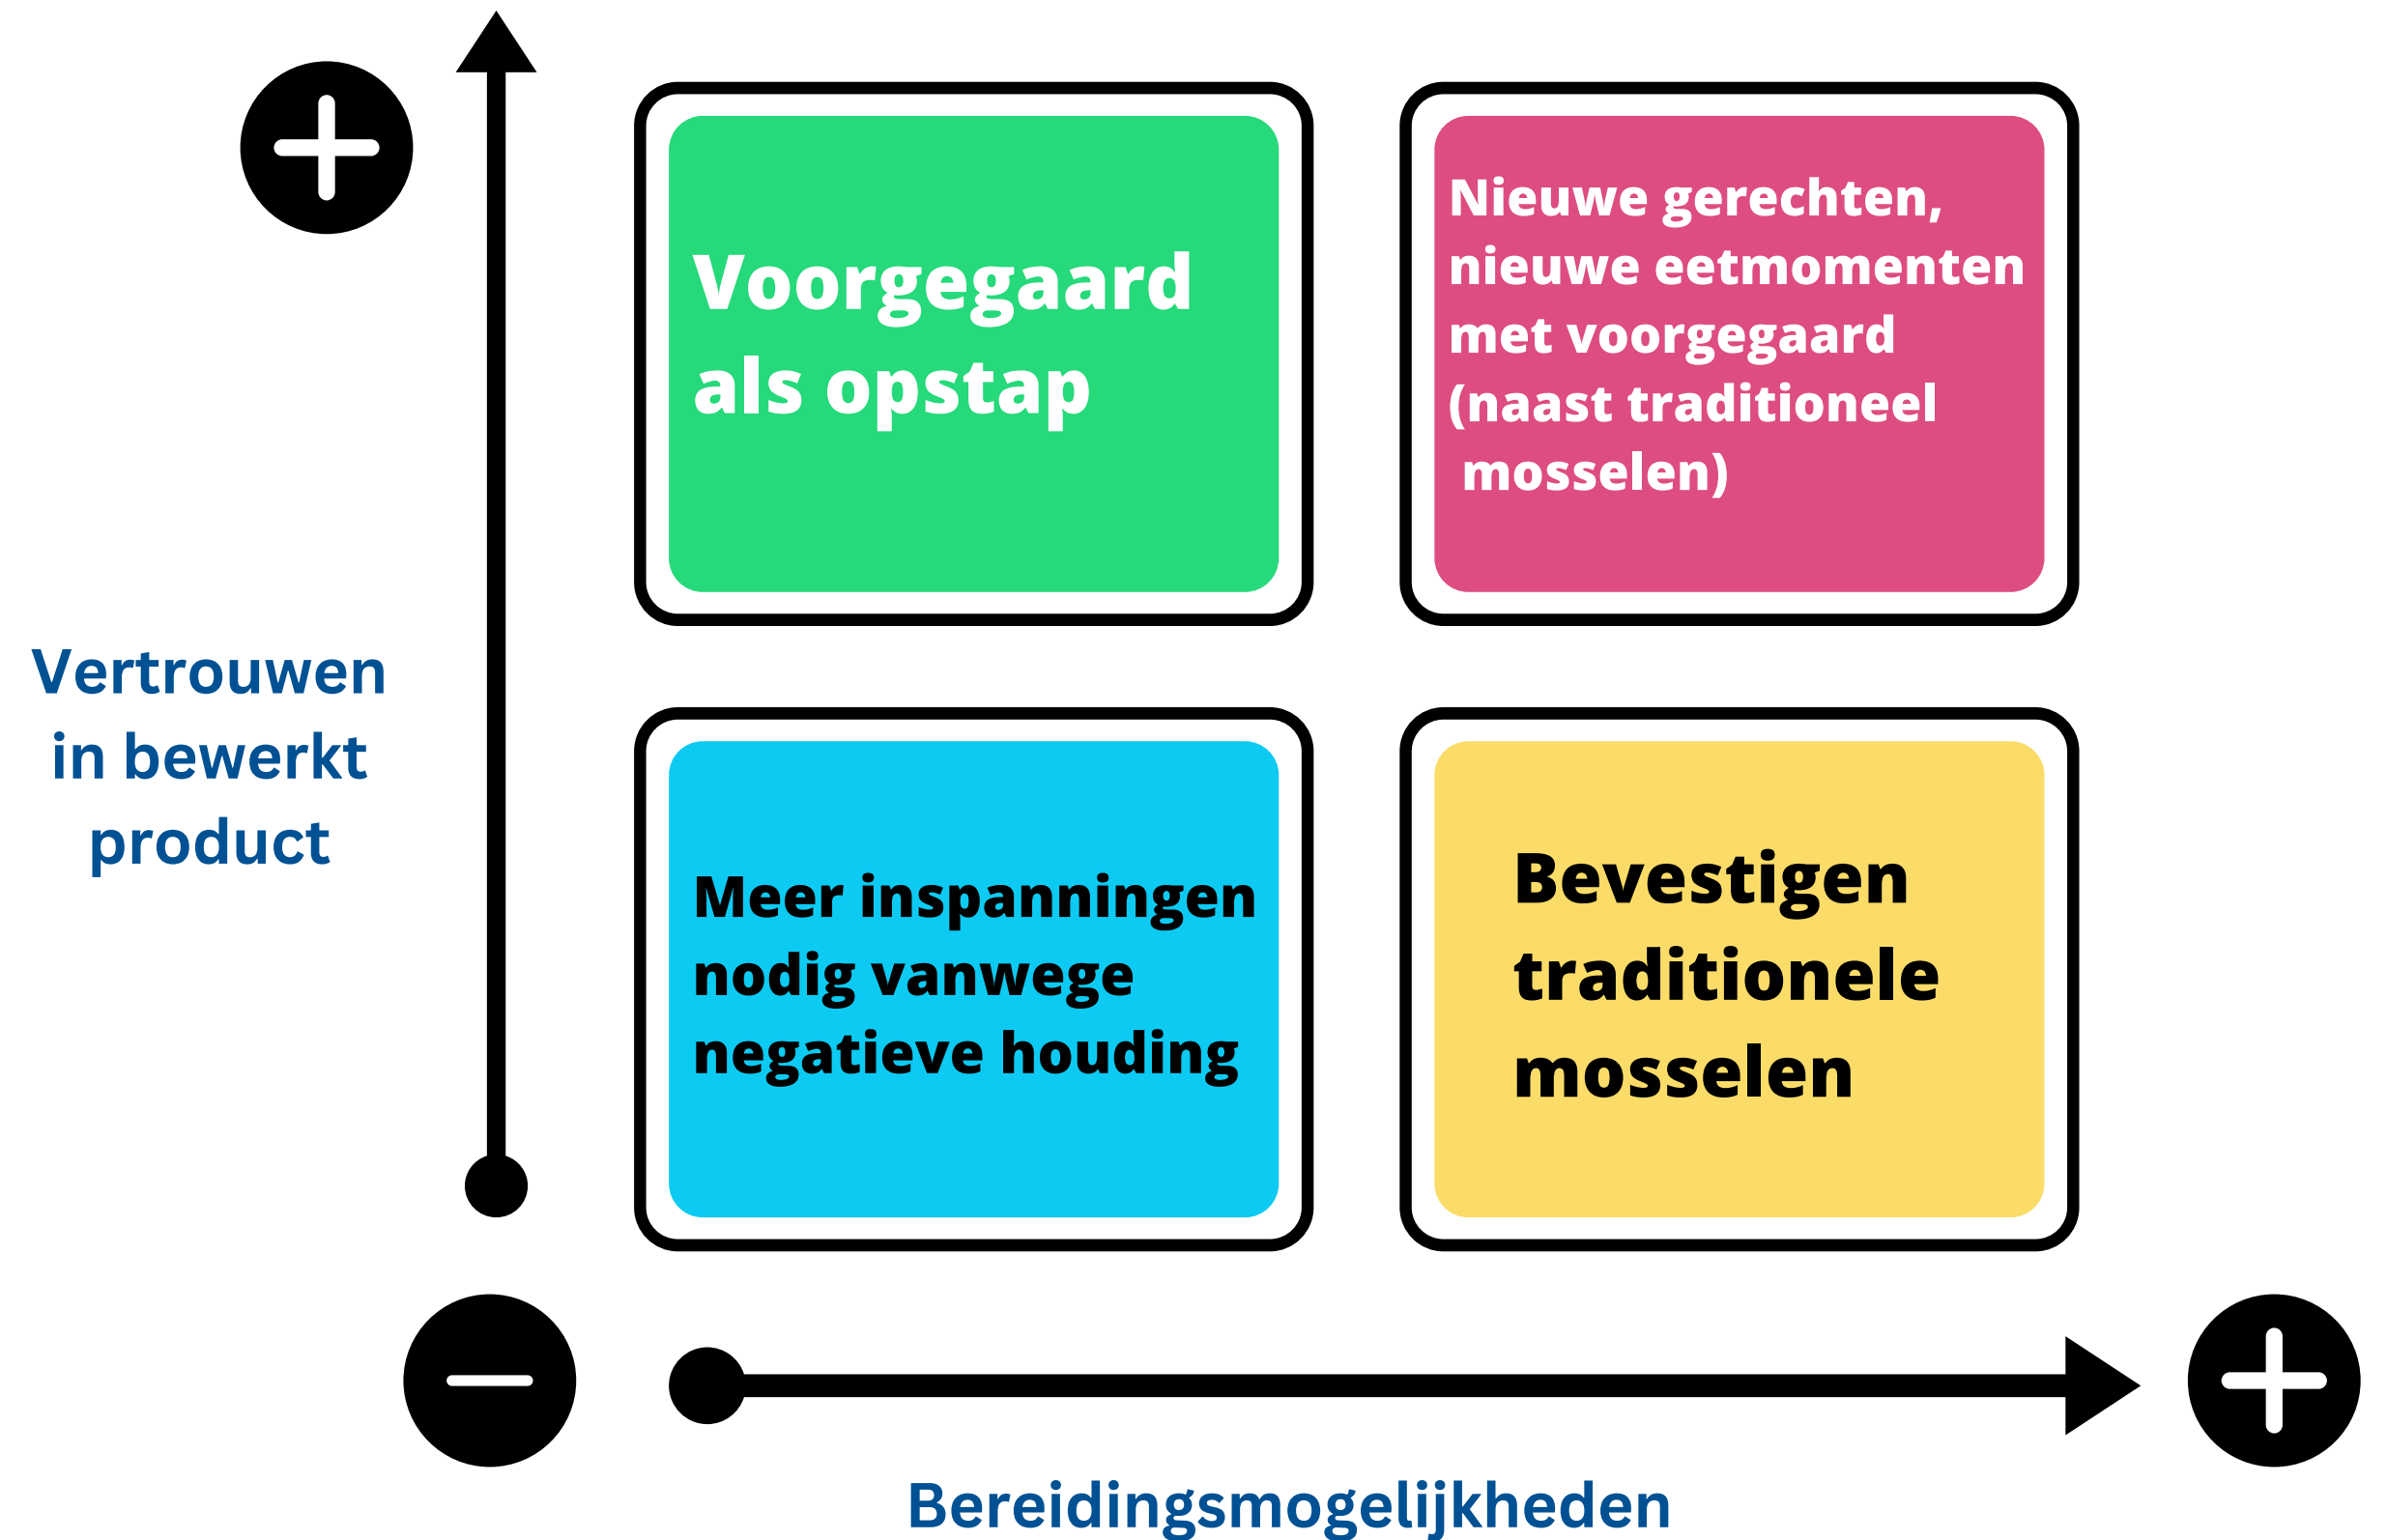 Voorgegaard
als opstap
Nieuwe gerechten,
nieuwe eetmomenten
met voorgegaard
(naast traditioneel
mosselen)
Vertrouwen
in bewerkt
product
Meer inspanningen
nodig vanwege
negatieve houding
Bevestigen
traditionele
mosselen
Bereidingsmogelijkheden